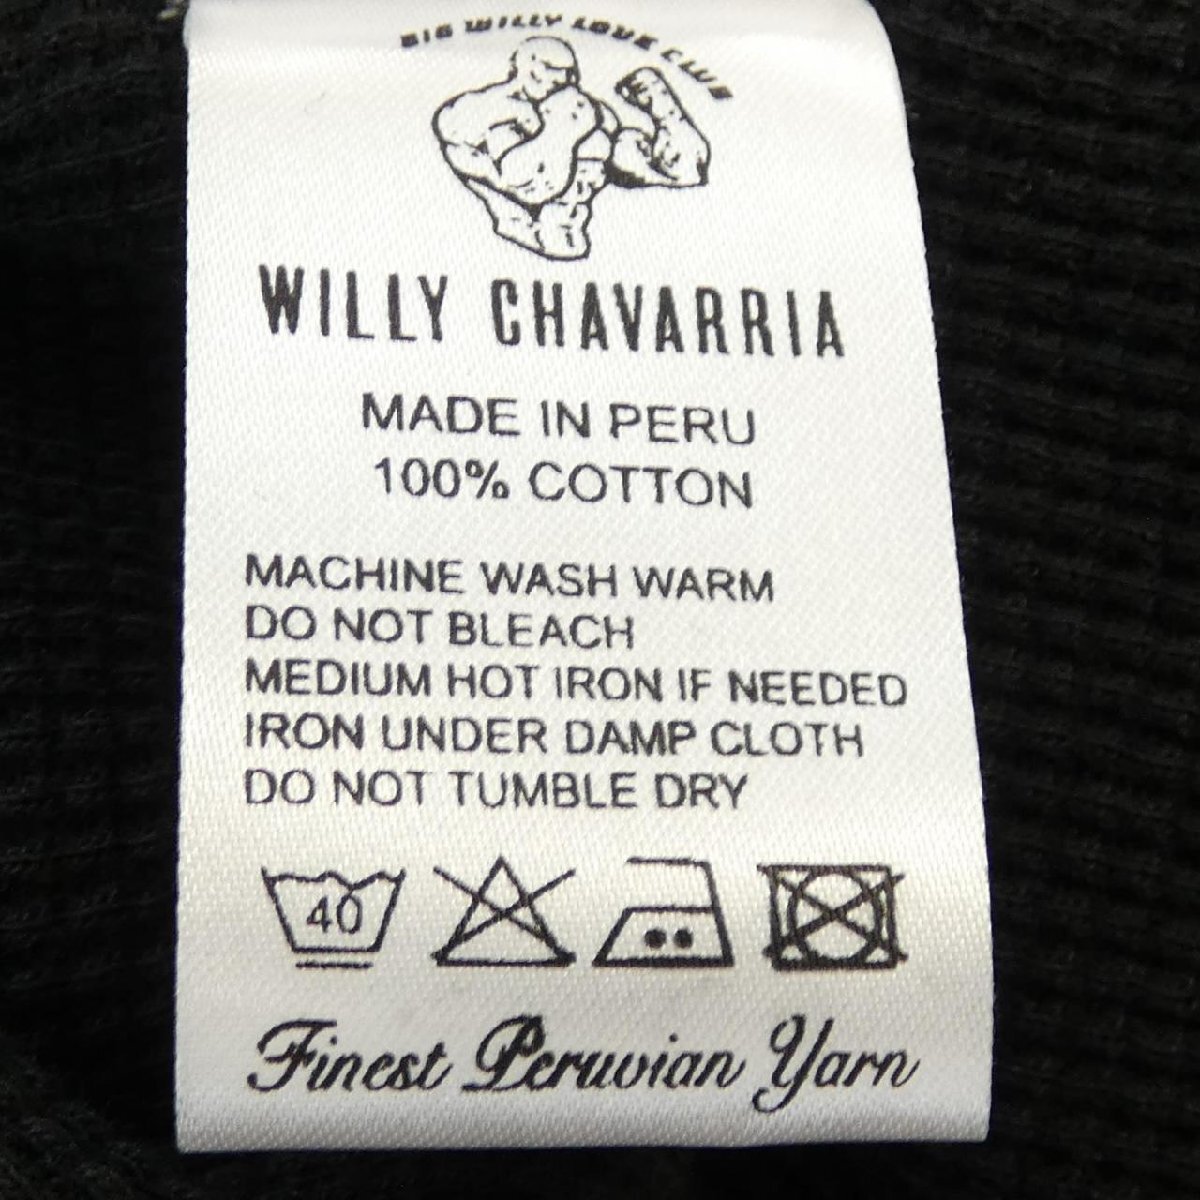 BIG WILLY LOVE CLUB
WILLY CHAVARRIA
MADE IN PERU
100% COTTON
MACHINE WASH WARM
DO NOT BLEACH
MEDIUM HOT IRON IF NEEDED
IRON UNDER DAMP CLOTH
DO NOT TUMBLE DRY
40
Finest Peruvian Yarn